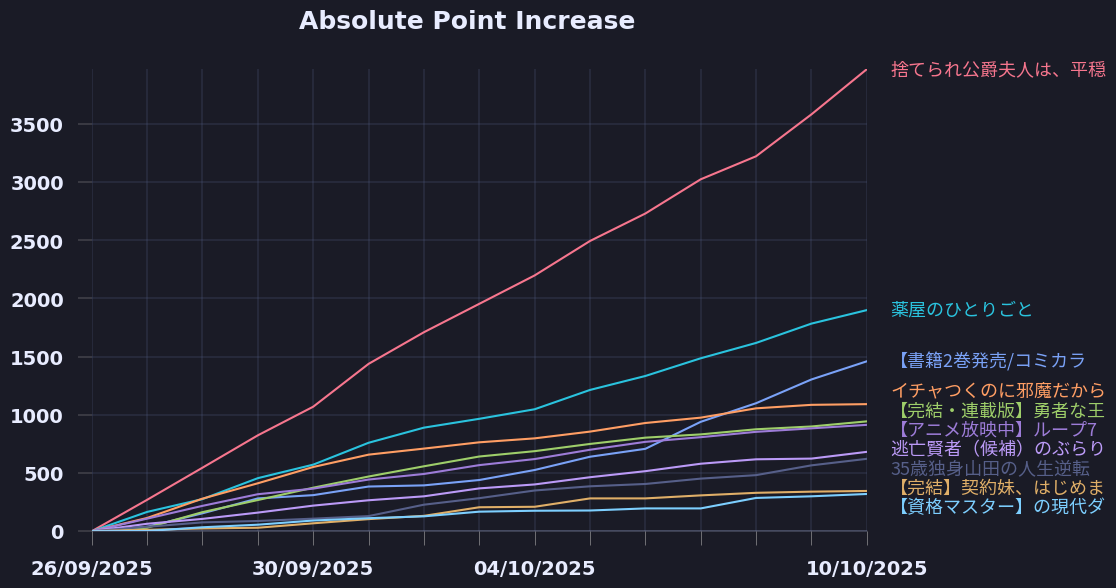 Absolute Point Increase
3500
3000
2500
2000
1500
1000
500
0
26/09/2025
30/09/2025
04/10/2025
10/10/2025
捨てられ公爵夫人は、平穏
薬屋のひとりごと
【書籍2巻発売/コミカラ
イチャつくのに邪魔だから
【完結・連載版】勇者な王
【アニメ放映中】ループ7
逃亡賢者（候補）のぶらり
35歳独身山田の人生逆転
【完結】契約妹、はじめま
【資格マスター】の現代ダ